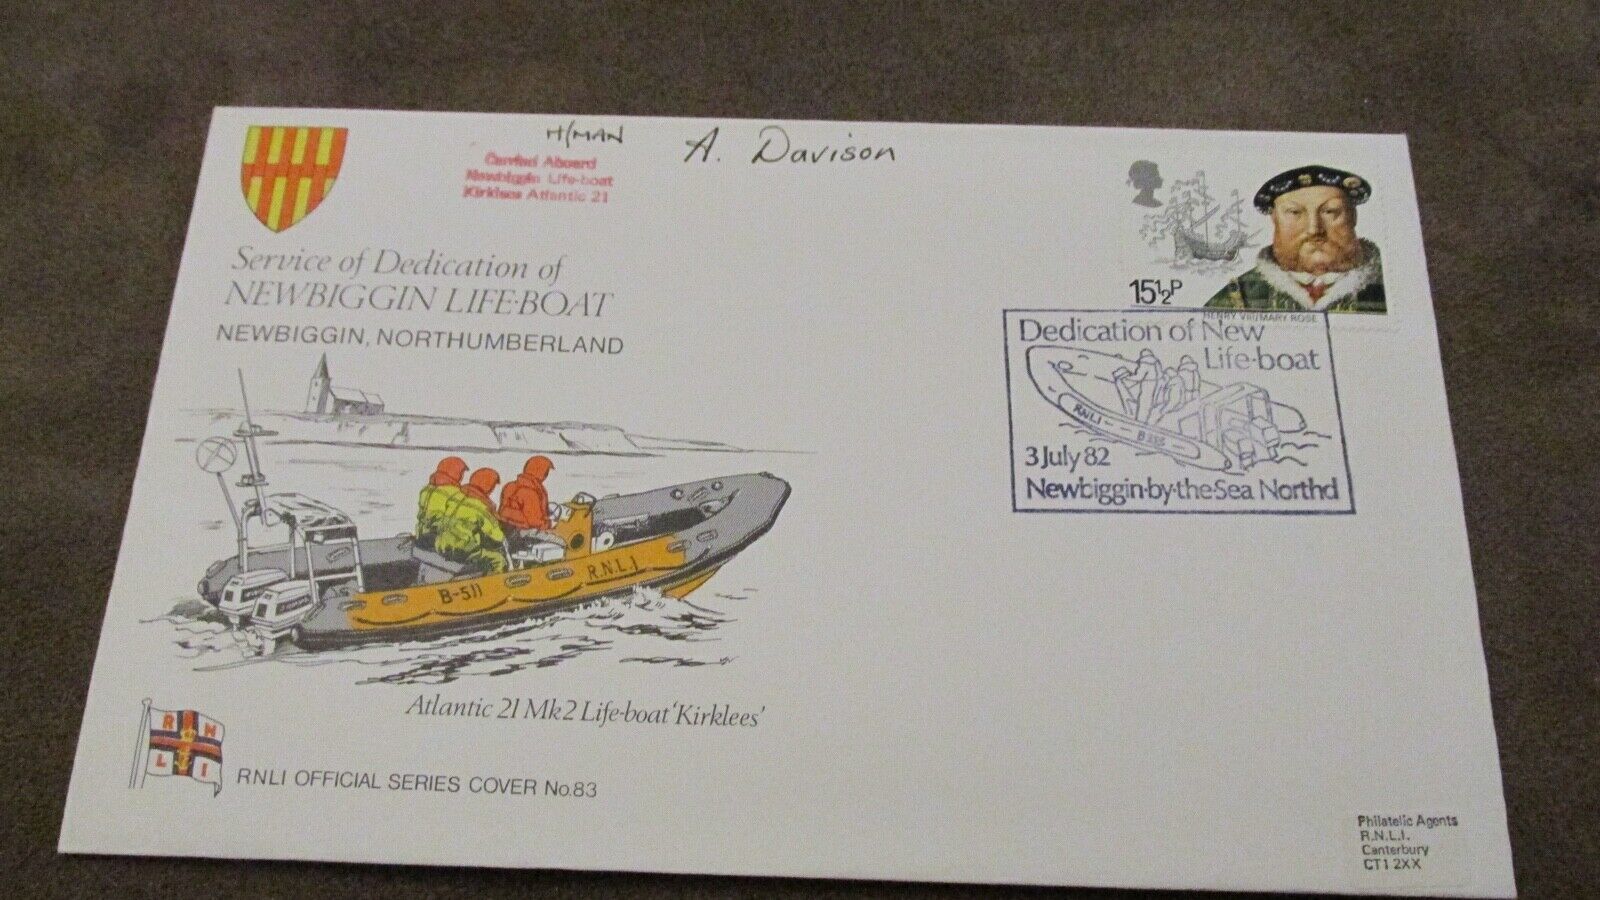 H/MAN A. Davison
Carried Aboard
Newbiggin Life-boat
Kirklees Atlantic 21
Service of Dedication of
NEWBIGGIN LIFE-BOAT
NEWBIGGIN, NORTHUMBERLAND
15½P
HENRY VIII/MARY ROSE
Dedication of New
Life-boat
RNLI
3 July 82
Newbiggin-by-the-Sea Northd
B-511
R.N.L.I
Atlantic 21 Mk2 Life-boat 'Kirklees'
R N
L I
RNLI OFFICIAL SERIES COVER No.83
Philatelic Agents
R.N.L.I.
Canterbury
CT1 2XX